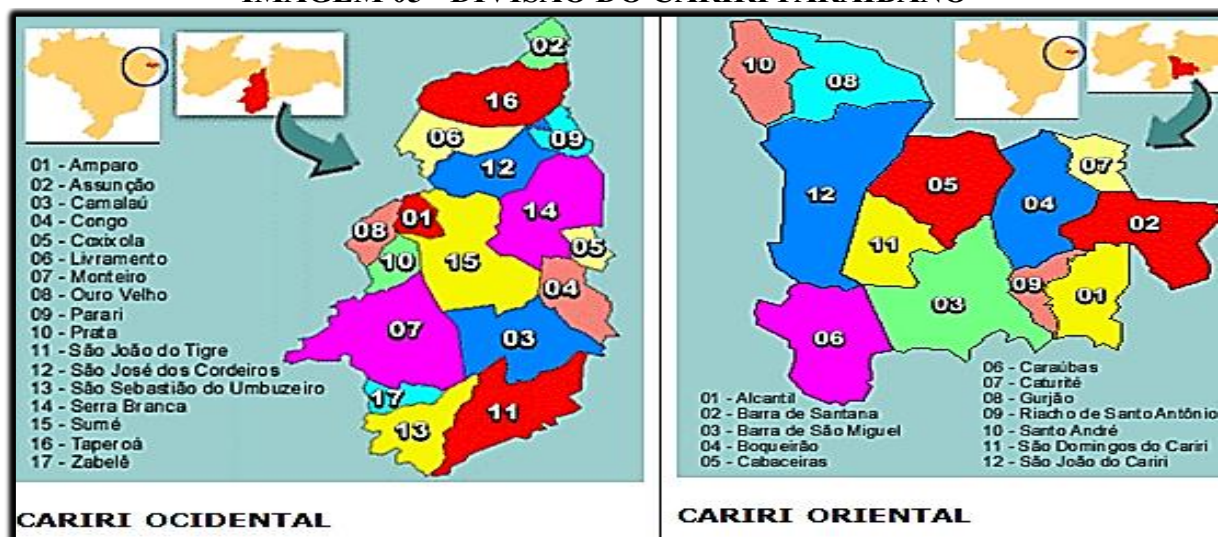 IMAGEM 03 - DIVISÃO DO CARIRI PARAIBANO
02
16
06
09
12
14
01
08
05
10
15
04
07
03
17
11
13
01 - Amparo
02 - Assunção
03 - Camalaú
04 - Congo
05 - Coxixola
06 - Livramento
07 - Monteiro
08 - Ouro Velho
09 - Parari
10 - Prata
11 - São João do Tigre
12 - São José dos Cordeiros
13 - São Sebastião do Umbuzeiro
14 - Serra Branca
15 - Sumé
16 - Taperoá
17 - Zabelê
CARIRI OCIDENTAL
10
08
07
05
12
04
02
11
09
03
01
06
01 - Alcantil
02 - Barra de Santana
03 - Barra de São Miguel
04 - Boqueirão
05 - Cabaceiras
06 - Caraúbas
07 - Caturité
08 - Gurjão
09 - Riacho de Santo Antônio
10 - Santo André
11 - São Domingos do Cariri
12 - São João do Cariri
CARIRI ORIENTAL